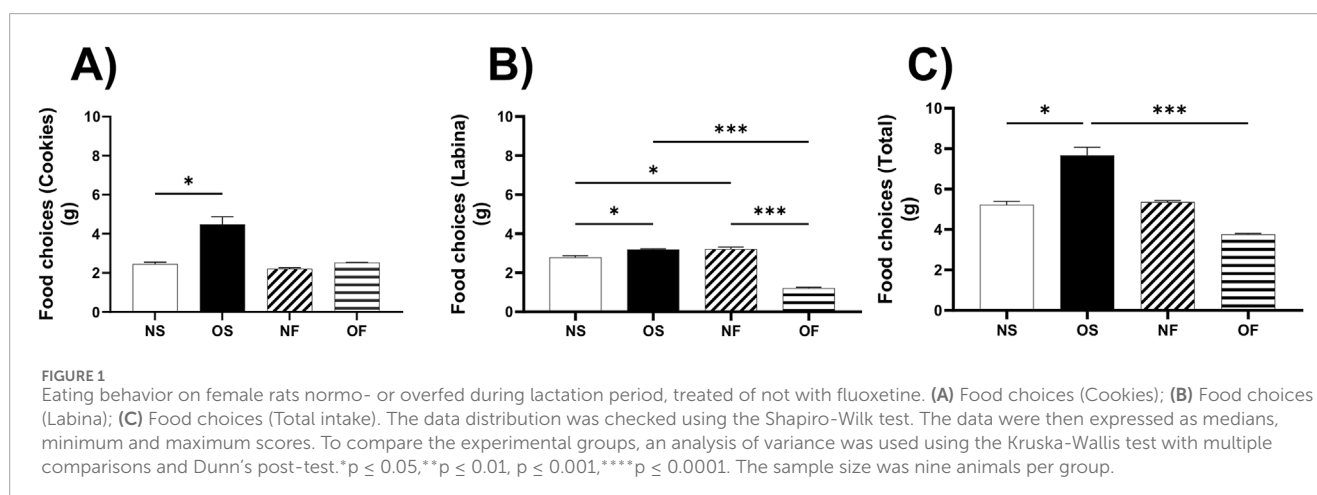 A)
B)
C)
Food choices (Cookies)
(g)
10
8
6
4
2
0
*
NS
OS
NF
OF
Food choices (Labina)
(g)
10
8
6
4
2
0
***
*
*
***
NS
OS
NF
OF
Food choices (Total)
(g)
10
8
6
4
2
0
*
***
NS
OS
NF
OF
FIGURE 1
Eating behavior on female rats normo- or overfed during lactation period, treated of not with fluoxetine. (A) Food choices (Cookies); (B) Food choices
(Labina); (C) Food choices (Total intake). The data distribution was checked using the Shapiro-Wilk test. The data were then expressed as medians,
minimum and maximum scores. To compare the experimental groups, an analysis of variance was used using the Kruska-Wallis test with multiple
comparisons and Dunn's post-test.*p ≤ 0.05,**p ≤ 0.01, p ≤ 0.001,****p ≤ 0.0001. The sample size was nine animals per group.